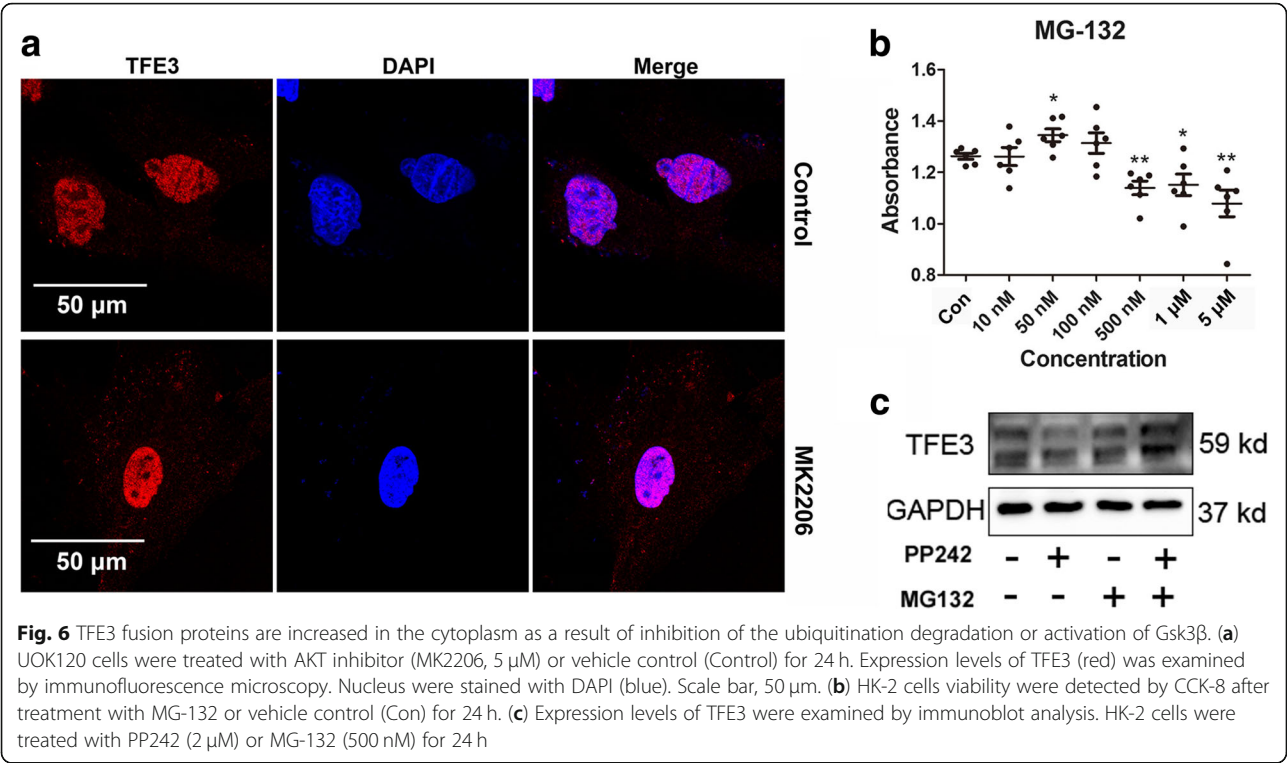 a
TFE3 DAPI Merge
50 µm
Control
50 µm
MK2206
b
MG-132
Absorbance
1.6
1.4
1.2
1.0
0.8
*
*
**
**
Con 10 nM 50 nM 100 nM 500 nM 1 µM 5 µM
Concentration
c
TFE3 59 kd
GAPDH 37 kd
PP242 - + - +
MG132 - - + +
Fig. 6 TFE3 fusion proteins are increased in the cytoplasm as a result of inhibition of the ubiquitination degradation or activation of Gsk3β. (a)
UOK120 cells were treated with AKT inhibitor (MK2206, 5 µM) or vehicle control (Control) for 24 h. Expression levels of TFE3 (red) was examined
by immunofluorescence microscopy. Nucleus were stained with DAPI (blue). Scale bar, 50 µm. (b) HK-2 cells viability were detected by CCK-8 after
treatment with MG-132 or vehicle control (Con) for 24 h. (c) Expression levels of TFE3 were examined by immunoblot analysis. HK-2 cells were
treated with PP242 (2 µM) or MG-132 (500 nM) for 24 h